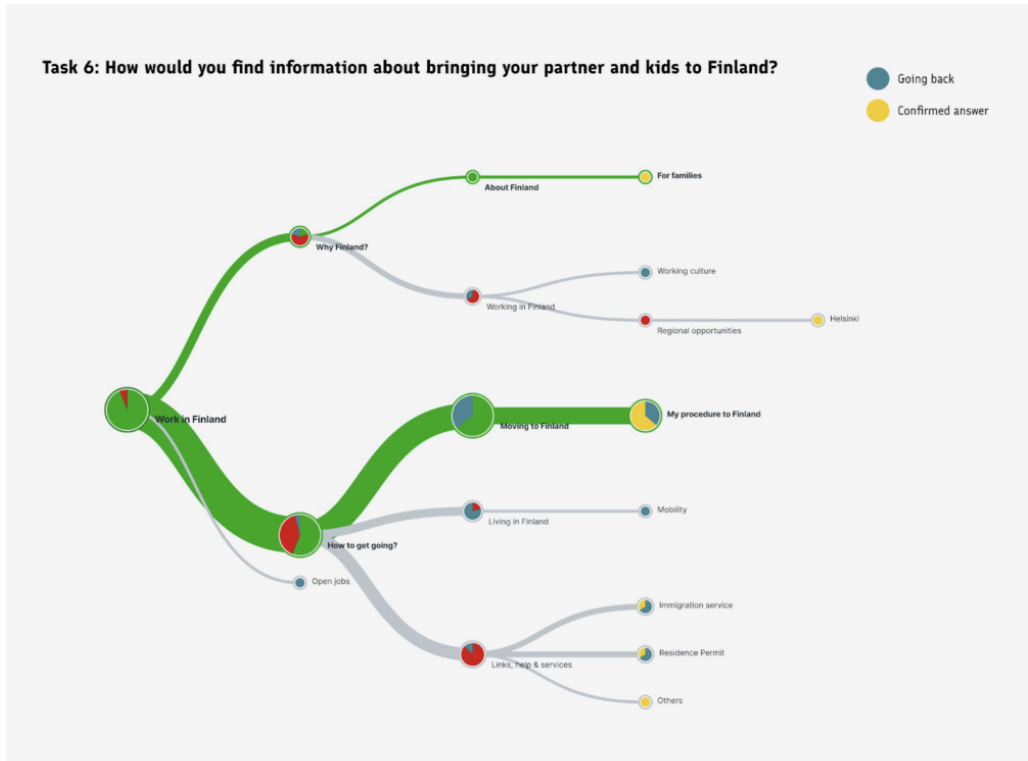 Task 6: How would you find information about bringing your partner and kids to Finland?
Going back
Confirmed answer
About Finland
For families
Why Finland?
Working culture
Working in Finland
Regional opportunities
Helsinki
Work in Finland
Moving to Finland
My procedure to Finland
Living in Finland
Mobility
How to get going?
Open jobs
Immigration service
Links, help & services
Residence Permit
Others